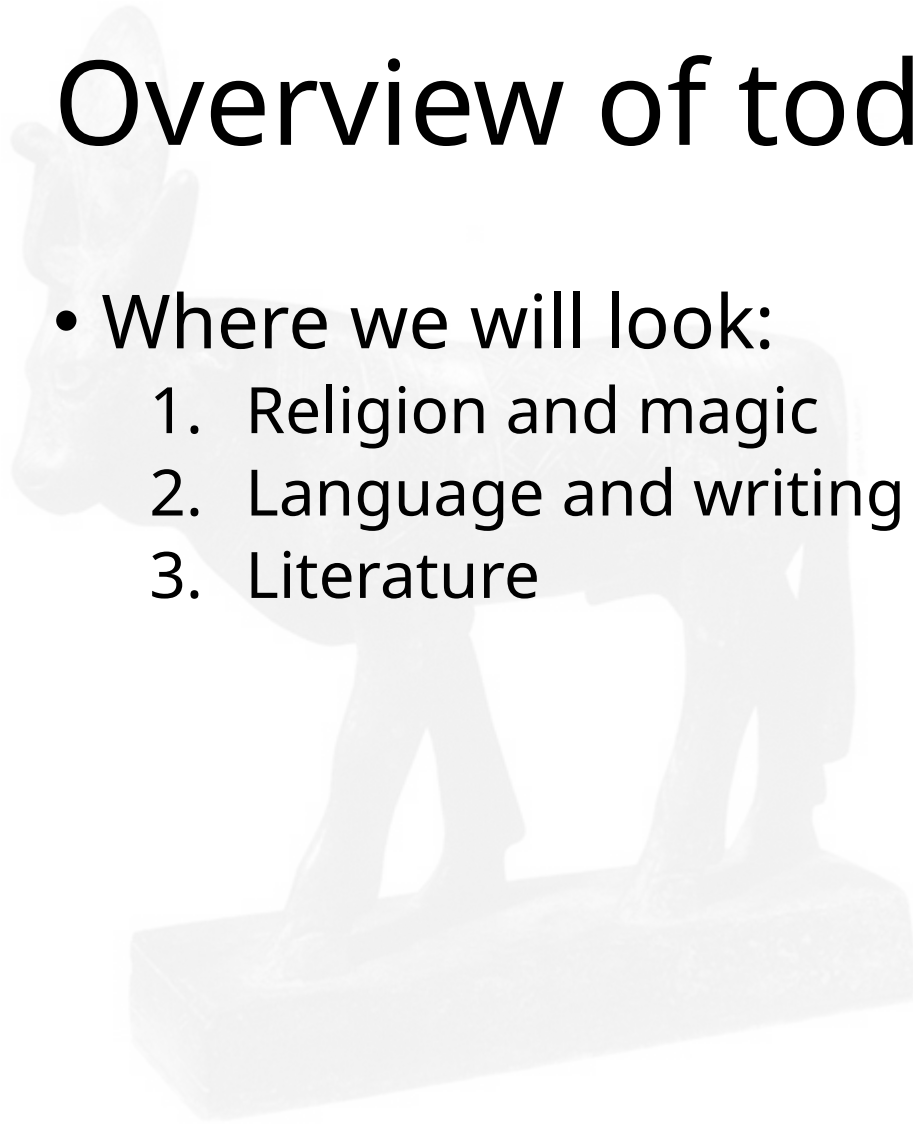 Overview of tod
• Where we will look:
1. Religion and magic
2. Language and writing
3. Literature